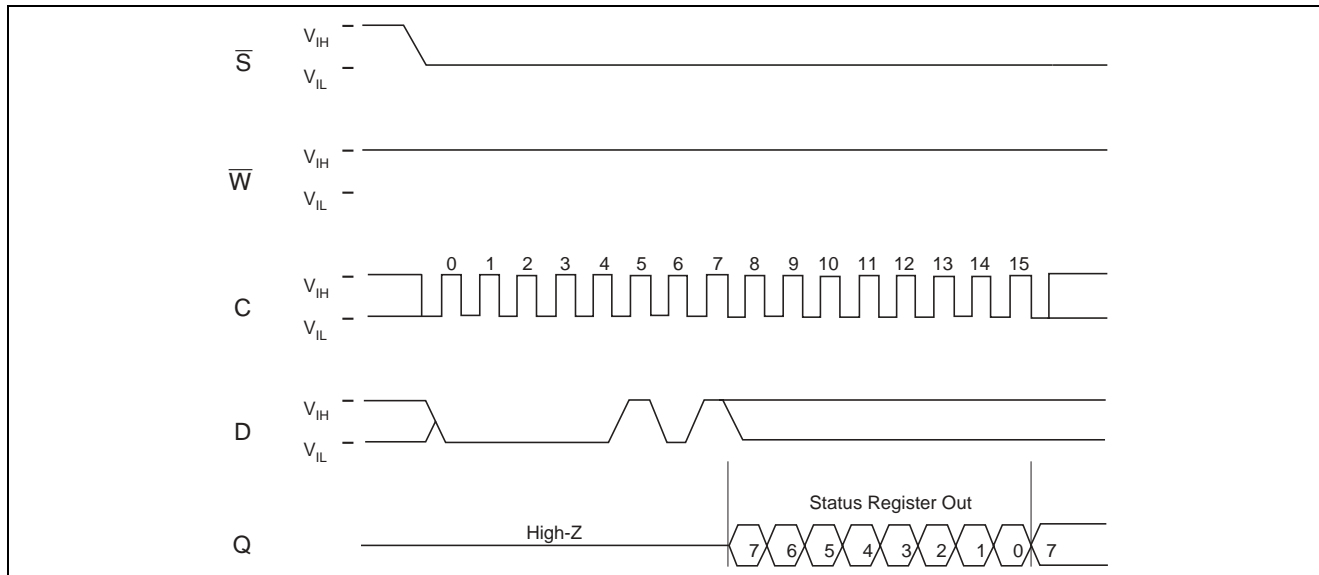 S̅ V_IH
V_IL
W̅ V_IH
V_IL
0 1 2 3 4 5 6 7 8 9 10 11 12 13 14 15
C V_IH
V_IL
D V_IH
V_IL
Status Register Out
High-Z
Q 7 6 5 4 3 2 1 0 7